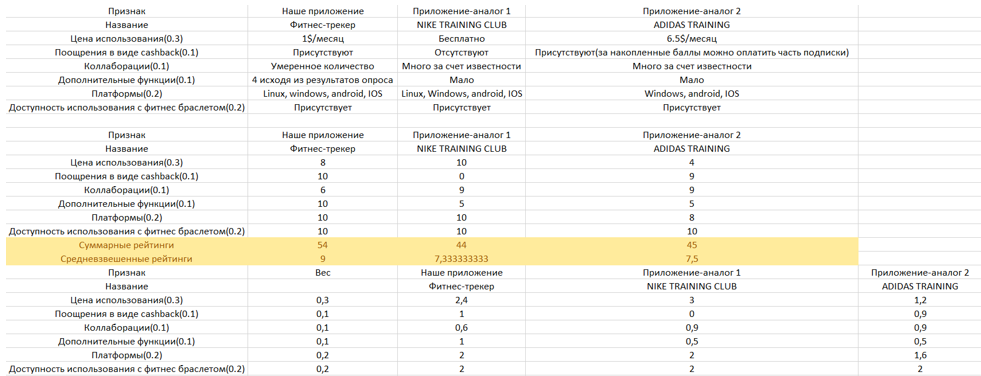 Признак Наше приложение Приложение-аналог 1 Приложение-аналог 2
Название Фитнес-трекер NIKE TRAINING CLUB ADIDAS TRAINING
Цена использования(0.3) 1$/месяц Бесплатно 6.5$/месяц
Поощрения в виде cashback(0.1) Присутствуют Отсутствуют Присутствуют(за накопленные баллы можно оплатить часть подписки)
Коллаборации(0.1) Умеренное количество Много за счет известности Много за счет известности
Дополнительные функции(0.1) 4 исходя из результатов опроса Мало Мало
Платформы(0.2) Linux, windows, android, IOS Linux, Windows, android, IOS Windows, android, IOS
Доступность использования с фитнес браслетом(0.2) Присутствует Присутствует Присутствует
Признак Наше приложение Приложение-аналог 1 Приложение-аналог 2
Название Фитнес-трекер NIKE TRAINING CLUB ADIDAS TRAINING
Цена использования(0.3) 8 10 4
Поощрения в виде cashback(0.1) 10 0 9
Коллаборации(0.1) 6 9 9
Дополнительные функции(0.1) 10 5 5
Платформы(0.2) 10 10 8
Доступность использования с фитнес браслетом(0.2) 10 10 10
Суммарные рейтинги 54 44 45
Средневзвешенные рейтинги 9 7,333333333 7,5
Признак Вес Наше приложение Приложение-аналог 1 Приложение-аналог 2
Название Фитнес-трекер NIKE TRAINING CLUB ADIDAS TRAINING
Цена использования(0.3) 0,3 2,4 3 1,2
Поощрения в виде cashback(0.1) 0,1 1 0 0,9
Коллаборации(0.1) 0,1 0,6 0,9 0,9
Дополнительные функции(0.1) 0,1 1 0,5 0,5
Платформы(0.2) 0,2 2 2 1,6
Доступность использования с фитнес браслетом(0.2) 0,2 2 2 2